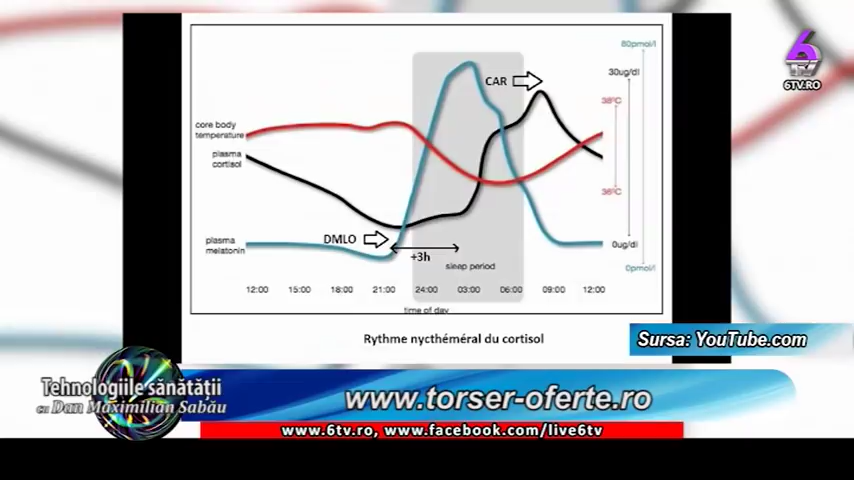 6
TV
6TV.RO
80pmol/l
30ug/dl
CAR
38ºC
core body
temperature
plasma
cortisol
36ºC
DMLO
plasma
melatonin
+3h
0ug/dl
sleep period
0pmol/l
12:00 15:00 18:00 21:00 24:00 03:00 06:00 09:00 12:00
time of day
Rythme nycthéméral du cortisol
Sursa: YouTube.com
Tehnologiile sănătății
cu Dan Maximilian Sabău
www.torser-oferte.ro
www.6tv.ro, www.facebook.com/live6tv